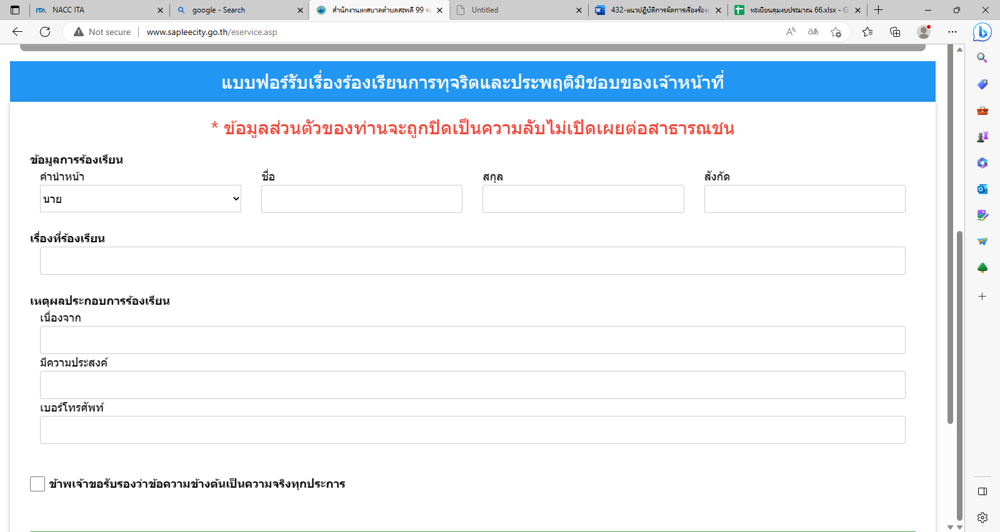 NACC ITA
google - Search
สำนักงานเทศบาลตำบลสะพลี 99 ห
Untitled
432-แนวปฏิบัติการจัดการเรื่องร้อง
ทะเบียนคุมงบประมาณ 66.xlsx - G
Not secure
www.sapleecity.go.th/eservice.asp
แบบฟอร์รับเรื่องร้องเรียนการทุจริตและประพฤติมิชอบของเจ้าหน้าที่
* ข้อมูลส่วนตัวของท่านจะถูกปิดเป็นความลับไม่เปิดเผยต่อสาธารณชน
ข้อมูลการร้องเรียน
คำนำหน้า
ชื่อ
สกุล
สังกัด
นาย
เรื่องที่ร้องเรียน
เหตุผลประกอบการร้องเรียน
เนื่องจาก
มีความประสงค์
เบอร์โทรศัพท์
ข้าพเจ้าขอรับรองว่าข้อความข้างต้นเป็นความจริงทุกประการ